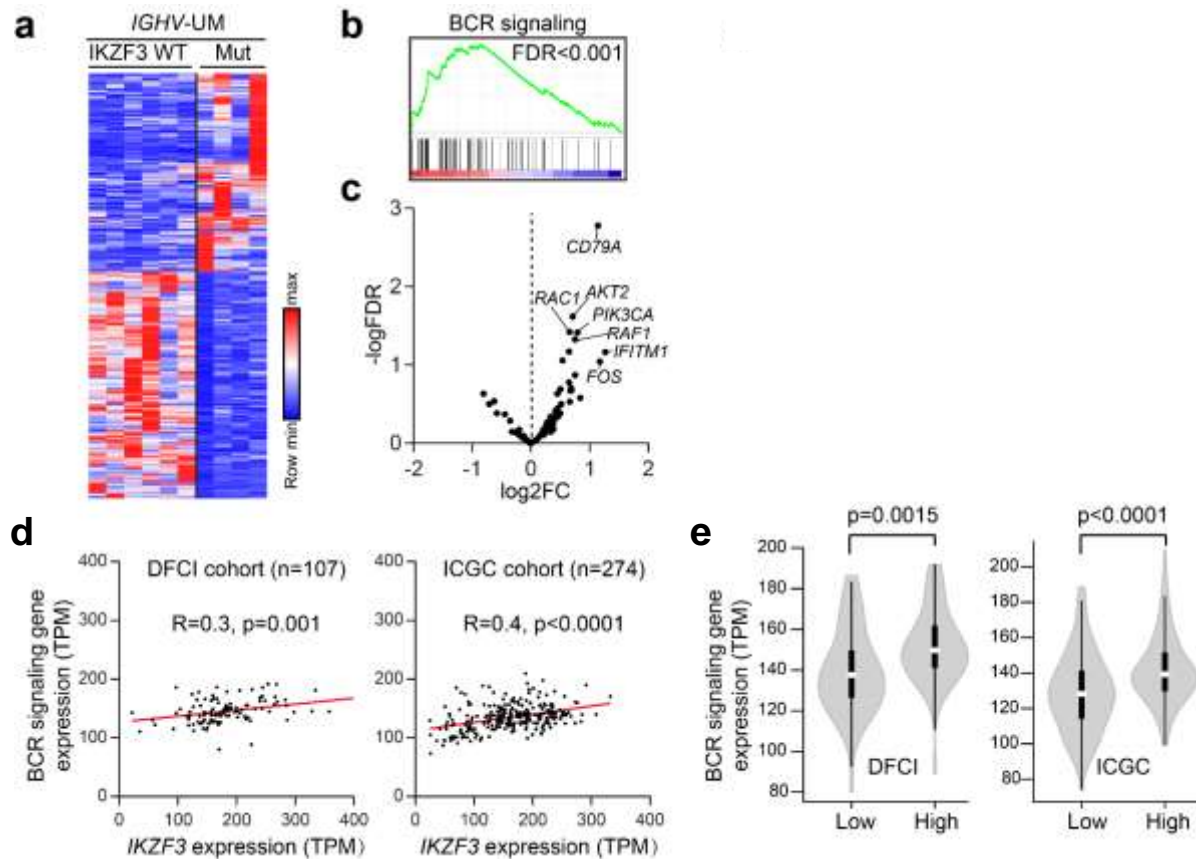 a
IGHV-UM
IKZF3 WT
Mut
Row min
max
b
BCR signaling
FDR<0.001
c
3
2
1
0
-logFDR
CD79A
RAC1
AKT2
PIK3CA
RAF1
IFITM1
FOS
-2
-1
0
1
2
log2FC
d
BCR signaling gene
expression (TPM)
400
300
200
100
0
DFCI cohort (n=107)
R=0.3, p=0.001
0
100
200
300
400
IKZF3 expression (TPM)
400
300
200
100
0
ICGC cohort (n=274)
R=0.4, p<0.0001
0
100
200
300
400
IKZF3 expression (TPM)
e
BCR signaling gene
expression (TPM)
p=0.0015
200
180
160
140
120
100
80
DFCI
Low
High
p<0.0001
200
180
160
140
120
100
80
ICGC
Low
High